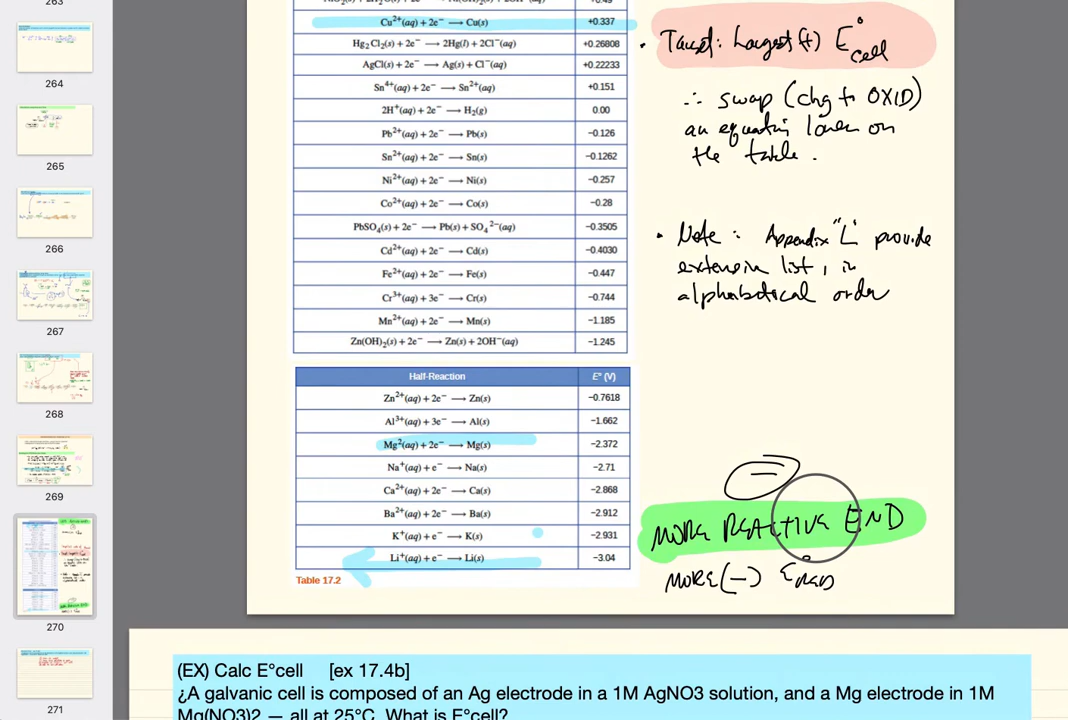 263
264
265
266
267
268
269
270
271
Cu²⁺(aq) + 2e⁻ ⟶ Cu(s) +0.337
Hg₂Cl₂(s) + 2e⁻ ⟶ 2Hg(l) + 2Cl⁻(aq) +0.26808
AgCl(s) + e⁻ ⟶ Ag(s) + Cl⁻(aq) +0.22233
Sn⁴⁺(aq) + 2e⁻ ⟶ Sn²⁺(aq) +0.151
2H⁺(aq) + 2e⁻ ⟶ H₂(g) 0.00
Pb²⁺(aq) + 2e⁻ ⟶ Pb(s) −0.126
Sn²⁺(aq) + 2e⁻ ⟶ Sn(s) −0.1262
Ni²⁺(aq) + 2e⁻ ⟶ Ni(s) −0.257
Co²⁺(aq) + 2e⁻ ⟶ Co(s) −0.28
PbSO₄(s) + 2e⁻ ⟶ Pb(s) + SO₄²⁻(aq) −0.3505
Cd²⁺(aq) + 2e⁻ ⟶ Cd(s) −0.4030
Fe²⁺(aq) + 2e⁻ ⟶ Fe(s) −0.447
Cr³⁺(aq) + 3e⁻ ⟶ Cr(s) −0.744
Mn²⁺(aq) + 2e⁻ ⟶ Mn(s) −1.185
Zn(OH)₂(s) + 2e⁻ ⟶ Zn(s) + 2OH⁻(aq) −1.245
Half-Reaction E° (V)
Zn²⁺(aq) + 2e⁻ ⟶ Zn(s) −0.7618
Al³⁺(aq) + 3e⁻ ⟶ Al(s) −1.662
Mg²(aq) + 2e⁻ ⟶ Mg(s) −2.372
Na⁺(aq) + e⁻ ⟶ Na(s) −2.71
Ca²⁺(aq) + 2e⁻ ⟶ Ca(s) −2.868
Ba²⁺(aq) + 2e⁻ ⟶ Ba(s) −2.912
K⁺(aq) + e⁻ ⟶ K(s) −2.931
Li⁺(aq) + e⁻ ⟶ Li(s) −3.04
Table 17.2
• : Largest (+) E°cell
∴ swap (chg to OXID)
an equation lower on
the table.
• Note: Appendix "L" provide
extensive list, in
alphabetical order
MORE REACTIVE END
MORE (−) E°RED
(EX) Calc E°cell [ex 17.4b]
¿A galvanic cell is composed of an Ag electrode in a 1M AgNO3 solution, and a Mg electrode in 1M
Mg(NO3)2 — all at 25°C. What is E°cell?